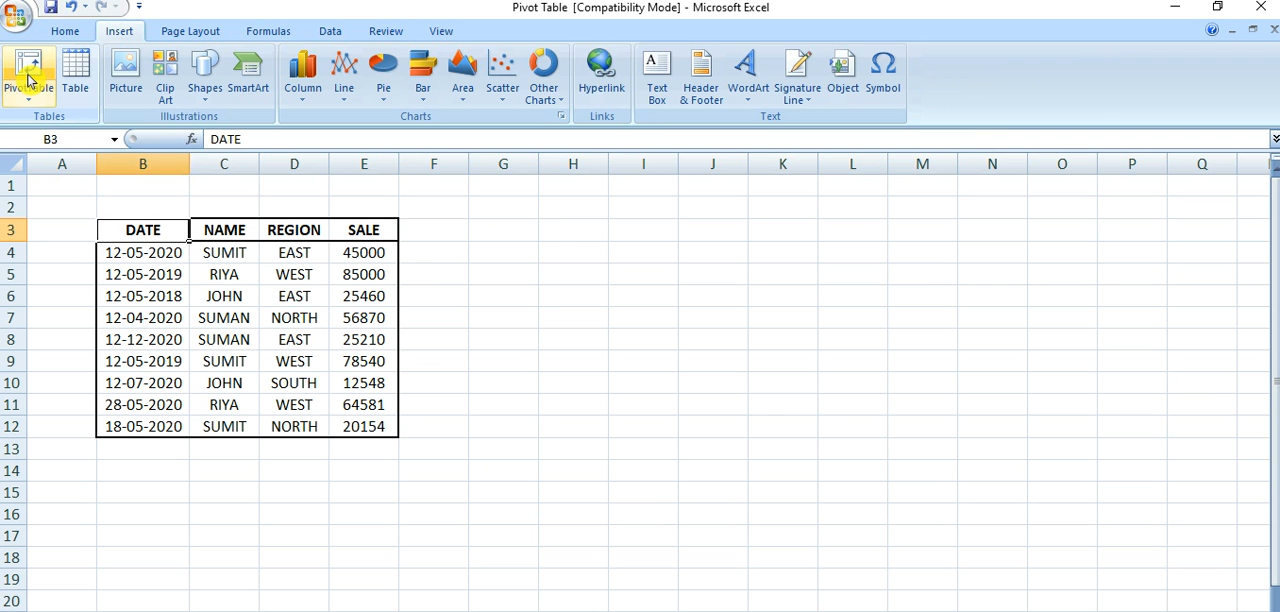 Pivot Table [Compatibility Mode] - Microsoft Excel
Home Insert Page Layout Formulas Data Review View
PivotTable Table Picture Clip Art Shapes SmartArt Column Line Pie Bar Area Scatter Other Charts Hyperlink Text Box Header & Footer WordArt Signature Line Object Symbol
Tables Illustrations Charts Links Text
B3 fx DATE
A B C D E F G H I J K L M N O P Q
1
2
3 DATE NAME REGION SALE
4 12-05-2020 SUMIT EAST 45000
5 12-05-2019 RIYA WEST 85000
6 12-05-2018 JOHN EAST 25460
7 12-04-2020 SUMAN NORTH 56870
8 12-12-2020 SUMAN EAST 25210
9 12-05-2019 SUMIT WEST 78540
10 12-07-2020 JOHN SOUTH 12548
11 28-05-2020 RIYA WEST 64581
12 18-05-2020 SUMIT NORTH 20154
13
14
15
16
17
18
19
20